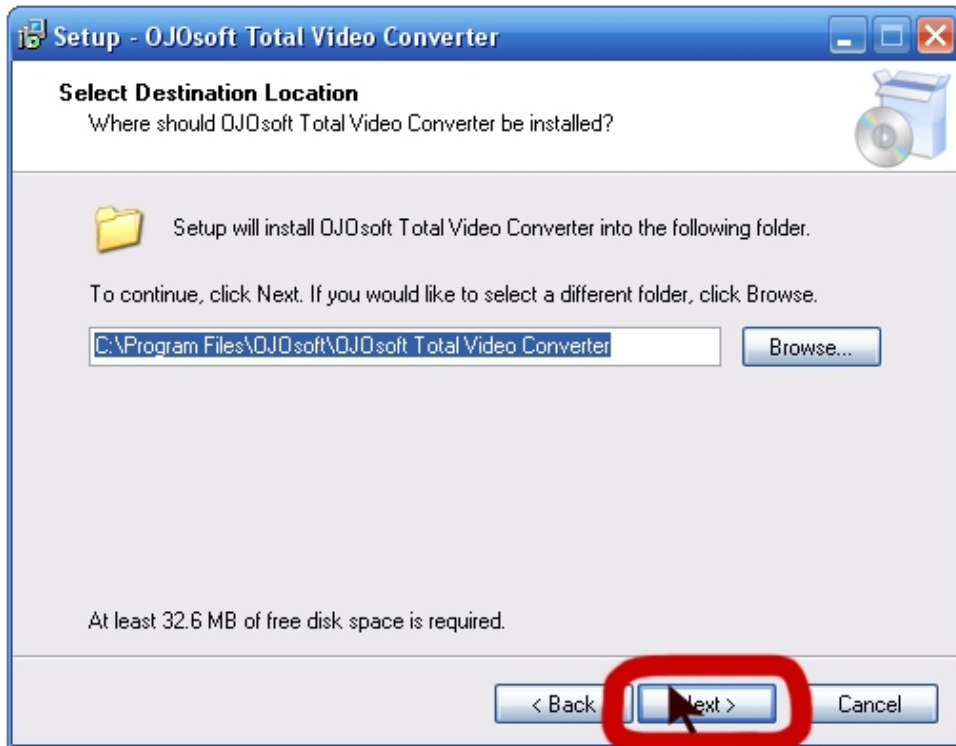 Setup - OJOsoft Total Video Converter
Select Destination Location
Where should OJOsoft Total Video Converter be installed?
Setup will install OJOsoft Total Video Converter into the following folder.
To continue, click Next. If you would like to select a different folder, click Browse.
C:\Program Files\OJOsoft\OJOsoft Total Video Converter
Browse...
At least 32.6 MB of free disk space is required.
< Back
Next >
Cancel